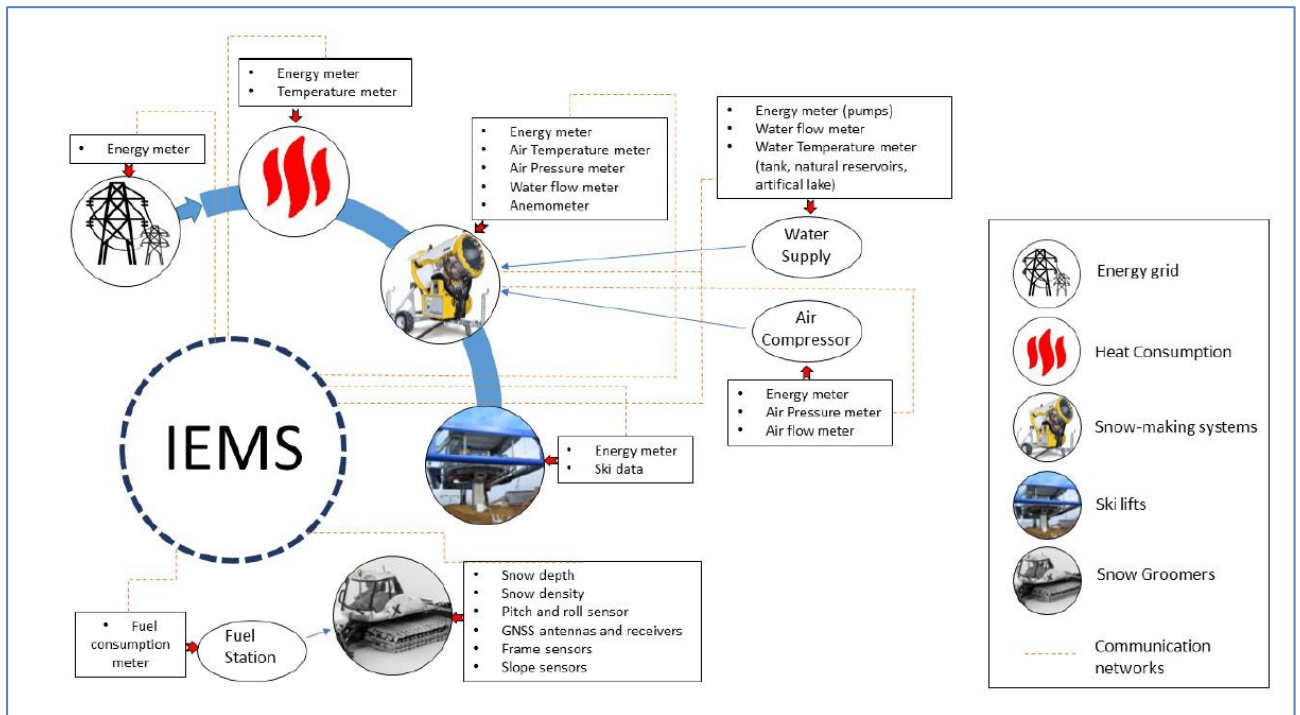 • Energy meter
• Temperature meter
• Energy meter
• Energy meter
• Air Temperature meter
• Air Pressure meter
• Water flow meter
• Anemometer
• Energy meter (pumps)
• Water flow meter
• Water Temperature meter
(tank, natural reservoirs,
artifical lake)
Water
Supply
Air
Compressor
• Energy meter
• Air Pressure meter
• Air flow meter
IEMS
• Energy meter
• Ski data
• Snow depth
• Snow density
• Pitch and roll sensor
• GNSS antennas and receivers
• Frame sensors
• Slope sensors
• Fuel
consumption
meter
Fuel
Station
Energy grid
Heat Consumption
Snow-making systems
Ski lifts
Snow Groomers
Communication
networks